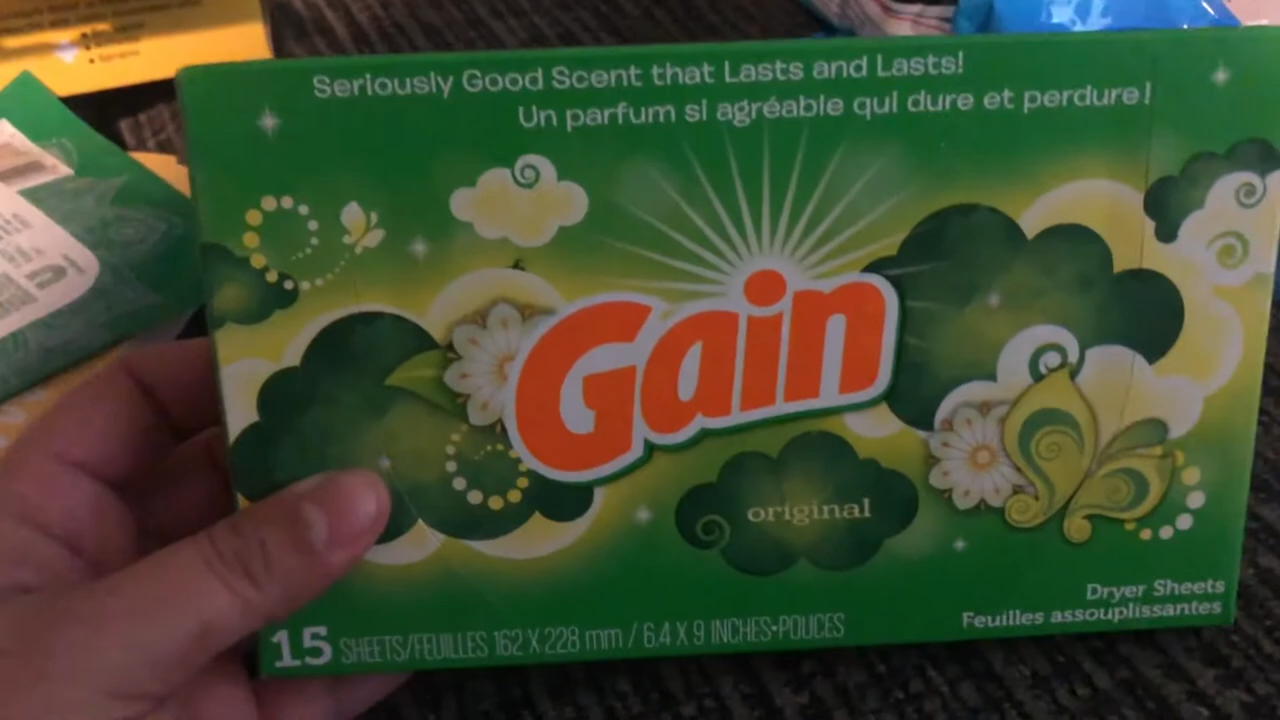 Seriously Good Scent that Lasts and Lasts!
Un parfum si agréable qui dure et perdure!
Gain
original
Dryer Sheets
Feuilles assouplissantes
15 SHEETS/FEUILLES 162 X 228 mm / 6.4 X 9 INCHES•POUCES